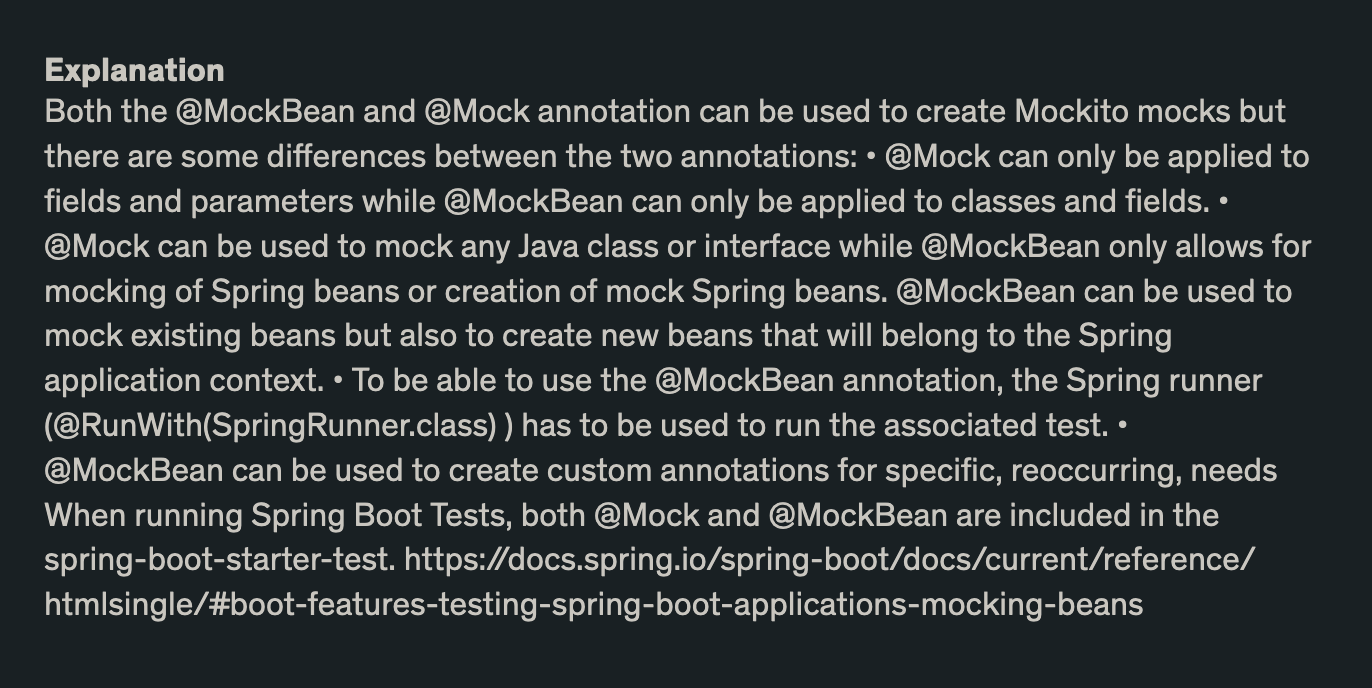 Explanation
Both the @MockBean and @Mock annotation can be used to create Mockito mocks but
there are some differences between the two annotations: • @Mock can only be applied to
fields and parameters while @MockBean can only be applied to classes and fields. •
@Mock can be used to mock any Java class or interface while @MockBean only allows for
mocking of Spring beans or creation of mock Spring beans. @MockBean can be used to
mock existing beans but also to create new beans that will belong to the Spring
application context. • To be able to use the @MockBean annotation, the Spring runner
(@RunWith(SpringRunner.class) ) has to be used to run the associated test. •
@MockBean can be used to create custom annotations for specific, reoccurring, needs
When running Spring Boot Tests, both @Mock and @MockBean are included in the
spring-boot-starter-test. https://docs.spring.io/spring-boot/docs/current/reference/
htmlsingle/#boot-features-testing-spring-boot-applications-mocking-beans